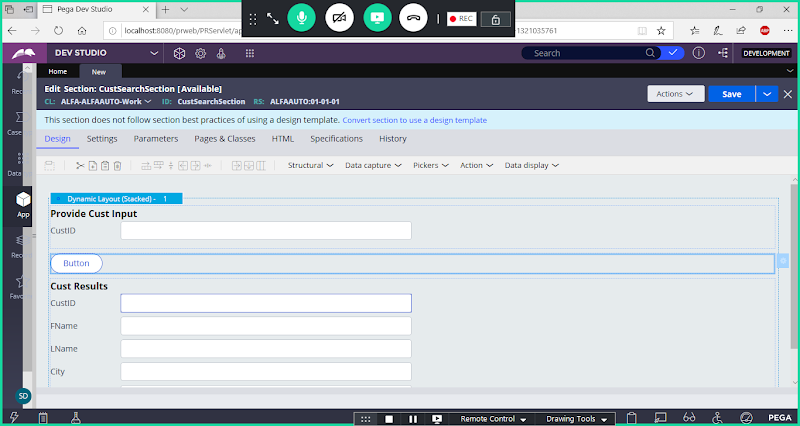 Pega Dev Studio
REC
localhost:8080/prweb/PRServlet/ap
1321035761
ABP
DEV STUDIO
Search
DEVELOPMENT
Home
New
Edit Section: CustSearchSection [Available]
CL: ALFA-ALFAAUTO-Work
ID: CustSearchSection
RS: ALFAAUTO:01-01-01
Actions
Save
This section does not follow section best practices of using a design template. Convert section to use a design template
Design
Settings
Parameters
Pages & Classes
HTML
Specifications
History
Structural
Data capture
Pickers
Action
Data display
Rec
Case
Data
App
Reco
Favo
Dynamic Layout (Stacked) - 1
Provide Cust Input
CustID
Button
Cust Results
CustID
FName
LName
City
SD
Remote Control
Drawing Tools
PEGA